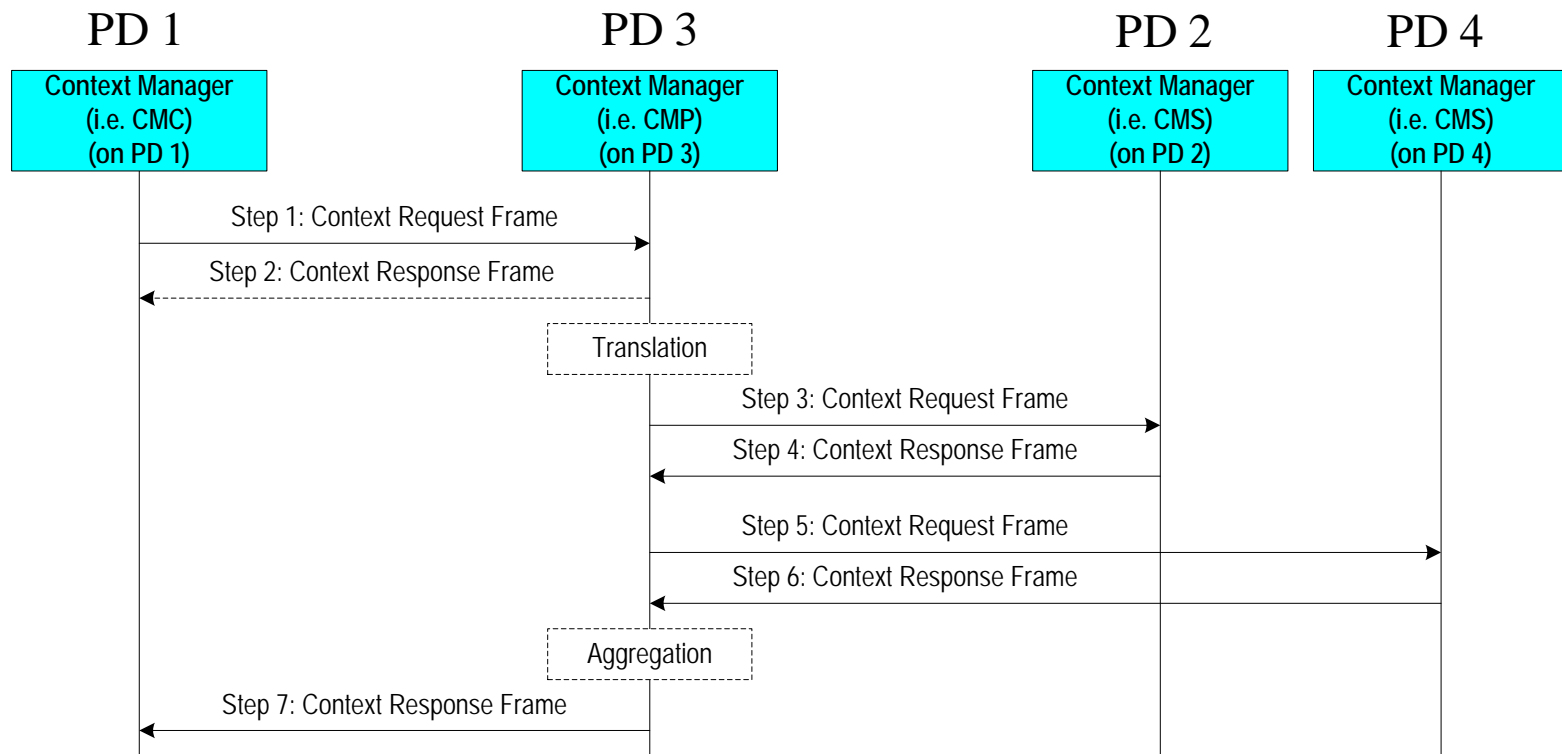 PD 1
PD 3
PD 2
PD 4
Context Manager
(i.e. CMC)
(on PD 1)
Context Manager
(i.e. CMP)
(on PD 3)
Context Manager
(i.e. CMS)
(on PD 2)
Context Manager
(i.e. CMS)
(on PD 4)
Step 1: Context Request Frame
Step 2: Context Response Frame
Translation
Step 3: Context Request Frame
Step 4: Context Response Frame
Step 5: Context Request Frame
Step 6: Context Response Frame
Aggregation
Step 7: Context Response Frame